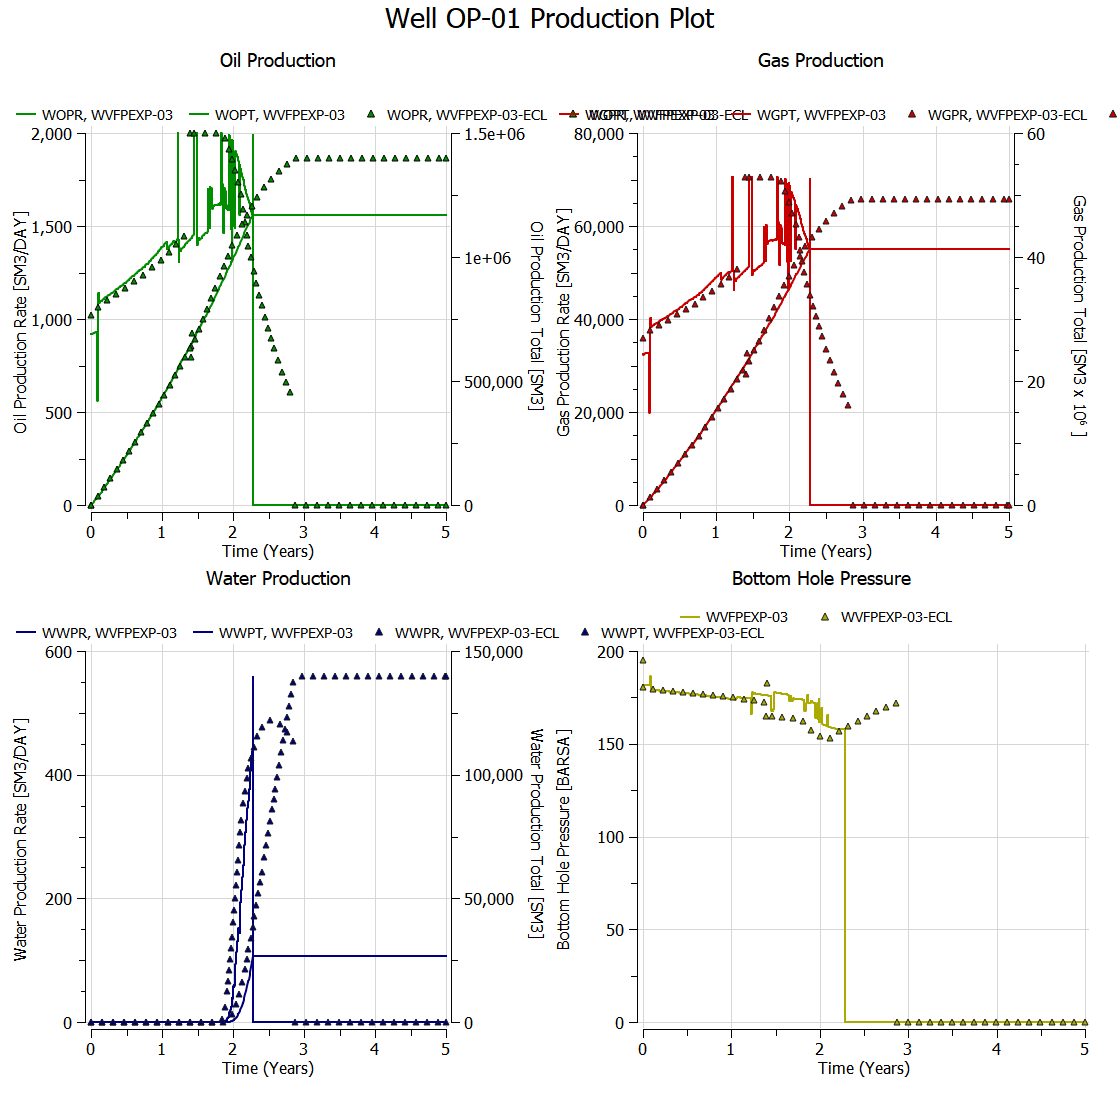 Well OP-01 Production Plot
Oil Production
WOPR, WVFPEXP-03 WOPT, WVFPEXP-03 WOPR, WVFPEXP-03-ECL
2,000
1,500
1,000
500
0
1.5e+06
1e+06
500,000
0
Oil Production Rate [SM3/DAY]
Oil Production Total [SM3]
0 1 2 3 4 5
Time (Years)
Gas Production
WGPT, WVFPEXP-03 WGPR, WVFPEXP-03-ECL
80,000
60,000
40,000
20,000
0
60
40
20
0
Gas Production Rate [SM3/DAY]
Gas Production Total [SM3 x 10⁶ ]
0 1 2 3 4 5
Time (Years)
Water Production
WWPR, WVFPEXP-03 WWPT, WVFPEXP-03 WWPR, WVFPEXP-03-ECL WWPT, WVFPEXP-03-ECL
600
400
200
0
150,000
100,000
50,000
0
Water Production Rate [SM3/DAY]
Water Production Total [SM3]
0 1 2 3 4 5
Time (Years)
Bottom Hole Pressure
WVFPEXP-03 WVFPEXP-03-ECL
200
150
100
50
0
Bottom Hole Pressure [BARSA]
0 1 2 3 4 5
Time (Years)